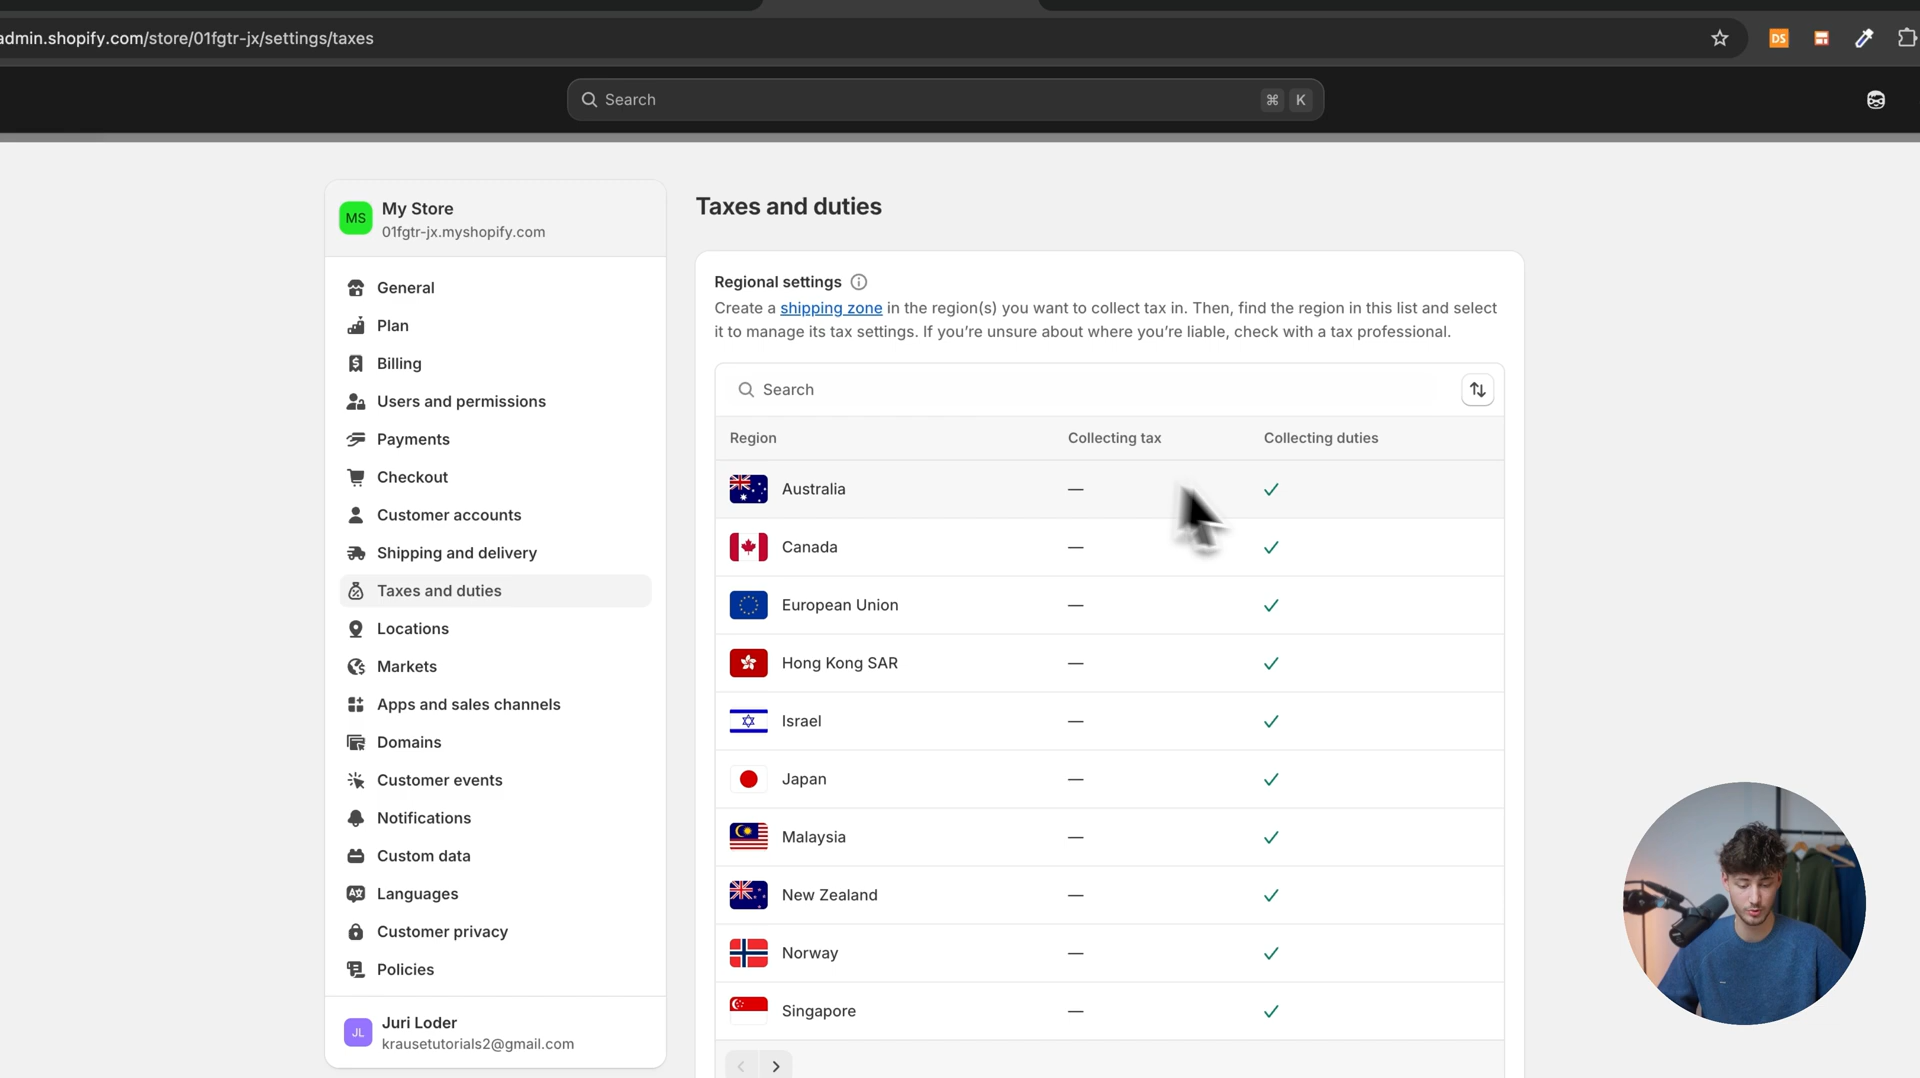 admin.shopify.com/store/01fgtr-jx/settings/taxes
DS
Search
⌘ K
MS
My Store
01fgtr-jx.myshopify.com
General
Plan
Billing
Users and permissions
Payments
Checkout
Customer accounts
Shipping and delivery
Taxes and duties
Locations
Markets
Apps and sales channels
Domains
Customer events
Notifications
Custom data
Languages
Customer privacy
Policies
JL
Juri Loder
krausetutorials2@gmail.com
Taxes and duties
Regional settings
Create a shipping zone in the region(s) you want to collect tax in. Then, find the region in this list and select
it to manage its tax settings. If you’re unsure about where you’re liable, check with a tax professional.
Search
Region Collecting tax Collecting duties
Australia — ✓
Canada — ✓
European Union — ✓
Hong Kong SAR — ✓
Israel — ✓
Japan — ✓
Malaysia — ✓
New Zealand — ✓
Norway — ✓
Singapore — ✓